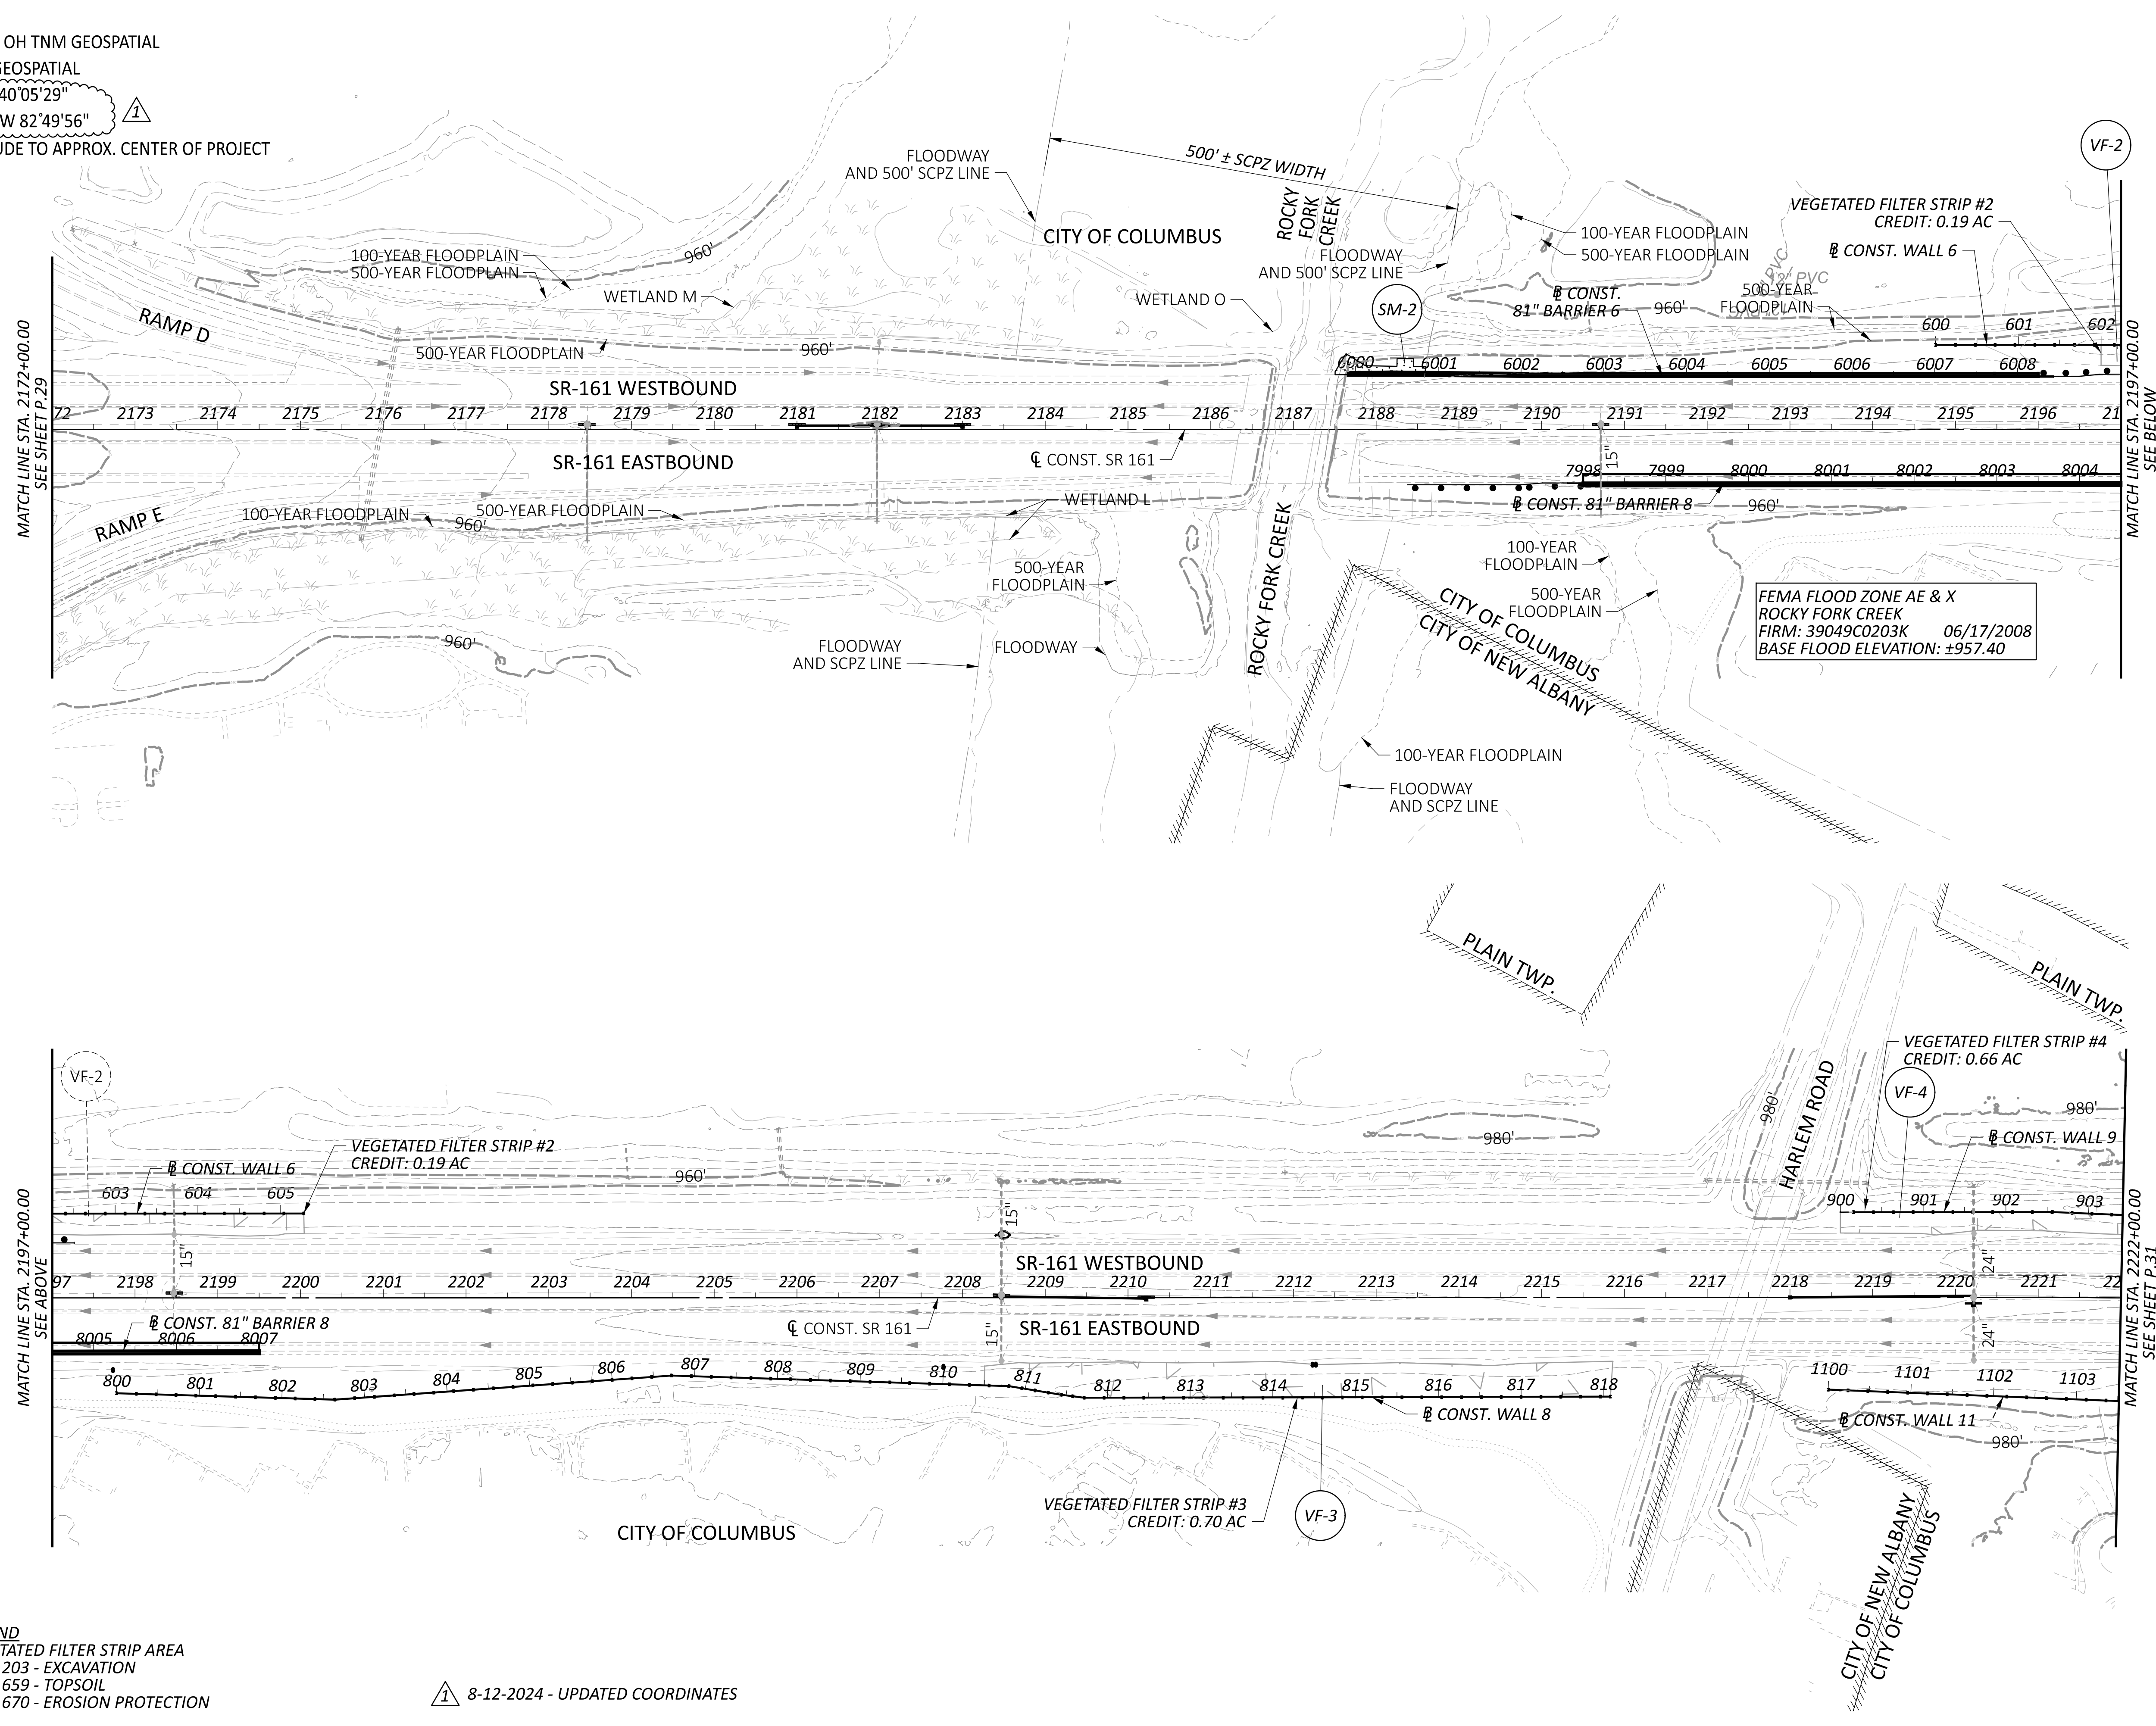 OH TNM GEOSPATIAL
GEOSPATIAL
40°05'29"
W 82°49'56"
1
UDE TO APPROX. CENTER OF PROJECT
MATCH LINE STA. 2172+00.00
SEE SHEET P.29
RAMP D
RAMP E
100-YEAR FLOODPLAIN
500-YEAR FLOODPLAIN
960'
WETLAND M
500-YEAR FLOODPLAIN
960'
FLOODWAY
AND 500' SCPZ LINE
500' ± SCPZ WIDTH
CITY OF COLUMBUS
ROCKY
FORK
CREEK
FLOODWAY
AND 500' SCPZ LINE
WETLAND O
SM-2
100-YEAR FLOODPLAIN
500-YEAR FLOODPLAIN
VF-2
VEGETATED FILTER STRIP #2
CREDIT: 0.19 AC
℄ CONST. WALL 6
12" PVC
500-YEAR
FLOODPLAIN
℄ CONST.
81" BARRIER 6
960'
600 601 602
6000 6001 6002 6003 6004 6005 6006 6007 6008
SR-161 WESTBOUND
72 2173 2174 2175 2176 2177 2178 2179 2180 2181 2182 2183 2184 2185 2186 2187 2188 2189 2190 2191 2192 2193 2194 2195 2196 21
SR-161 EASTBOUND
℄ CONST. SR 161
15"
7998 7999 8000 8001 8002 8003 8004
℄ CONST. 81" BARRIER 8
960'
WETLAND L
100-YEAR FLOODPLAIN
960'
500-YEAR FLOODPLAIN
500-YEAR
FLOODPLAIN
960'
FLOODWAY
AND SCPZ LINE
FLOODWAY
ROCKY FORK CREEK
CITY OF COLUMBUS
CITY OF NEW ALBANY
100-YEAR
FLOODPLAIN
500-YEAR
FLOODPLAIN
100-YEAR FLOODPLAIN
FLOODWAY
AND SCPZ LINE
FEMA FLOOD ZONE AE & X
ROCKY FORK CREEK
FIRM: 39049C0203K 06/17/2008
BASE FLOOD ELEVATION: ±957.40
MATCH LINE STA. 2197+00.00
SEE BELOW
MATCH LINE STA. 2197+00.00
SEE ABOVE
PLAIN TWP.
PLAIN TWP.
VF-2
℄ CONST. WALL 6
VEGETATED FILTER STRIP #2
CREDIT: 0.19 AC
603 604 605
960'
980'
980'
HARLEM ROAD
VEGETATED FILTER STRIP #4
CREDIT: 0.66 AC
VF-4
980'
℄ CONST. WALL 9
900 901 902 903
15"
15"
24"
SR-161 WESTBOUND
97 2198 2199 2200 2201 2202 2203 2204 2205 2206 2207 2208 2209 2210 2211 2212 2213 2214 2215 2216 2217 2218 2219 2220 2221 22
℄ CONST. 81" BARRIER 8
℄ CONST. SR 161
SR-161 EASTBOUND
15"
24"
8005 8006 8007
800 801 802 803 804 805 806 807 808 809 810 811 812 813 814 815 816 817 818
1100 1101 1102 1103
℄ CONST. WALL 8
℄ CONST. WALL 11
980'
VEGETATED FILTER STRIP #3
CREDIT: 0.70 AC
VF-3
CITY OF COLUMBUS
CITY OF NEW ALBANY
CITY OF COLUMBUS
MATCH LINE STA. 2222+00.00
SEE SHEET P.31
ND
TATED FILTER STRIP AREA
203 - EXCAVATION
659 - TOPSOIL
670 - EROSION PROTECTION
1 8-12-2024 - UPDATED COORDINATES